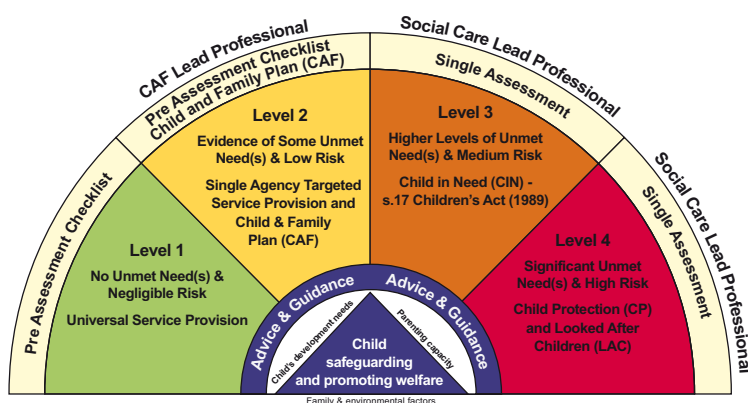 CAF Lead Professional
Social Care Lead Professional
Social Care Lead Professional
Pre Assessment Checklist
Pre Assessment Checklist
Child and Family Plan (CAF)
Single Assessment
Single Assessment
Level 1
No Unmet Need(s) &
Negligible Risk
Universal Service Provision
Level 2
Evidence of Some Unmet
Need(s) & Low Risk
Single Agency Targeted
Service Provision and
Child & Family
Plan (CAF)
Level 3
Higher Levels of Unmet
Need(s) & Medium Risk
Child in Need (CIN) -
s.17 Children's Act (1989)
Level 4
Significant Unmet
Need(s) & High Risk
Child Protection (CP)
and Looked After
Children (LAC)
Advice & Guidance
Advice & Guidance
Child's development needs
Parenting capacity
Child
safeguarding
and promoting welfare
Family & environmental factors